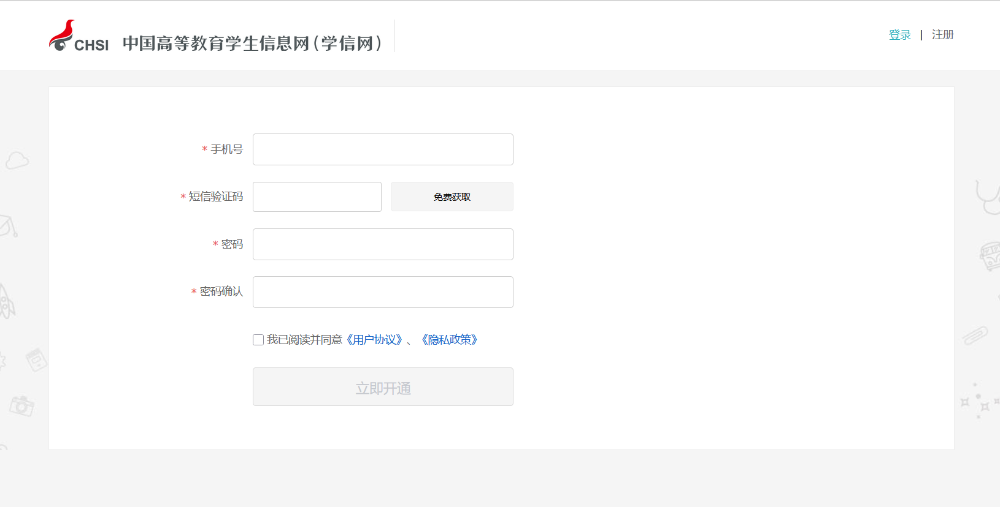 CHSI 中国高等教育学生信息网(学信网)
登录 | 注册
* 手机号
* 短信验证码 免费获取
* 密码
* 密码确认
我已阅读并同意《用户协议》、《隐私政策》
立即开通